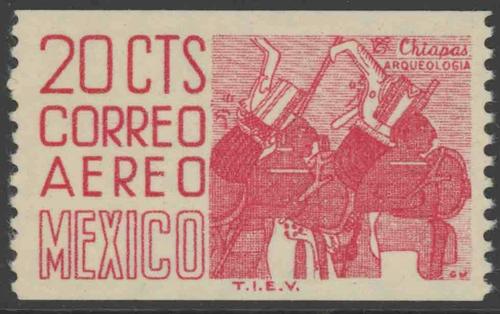 20 CTS
CORREO
AEREO
MEXICO
Chiapas
ARQUEOLOGIA
T.I.E.V.